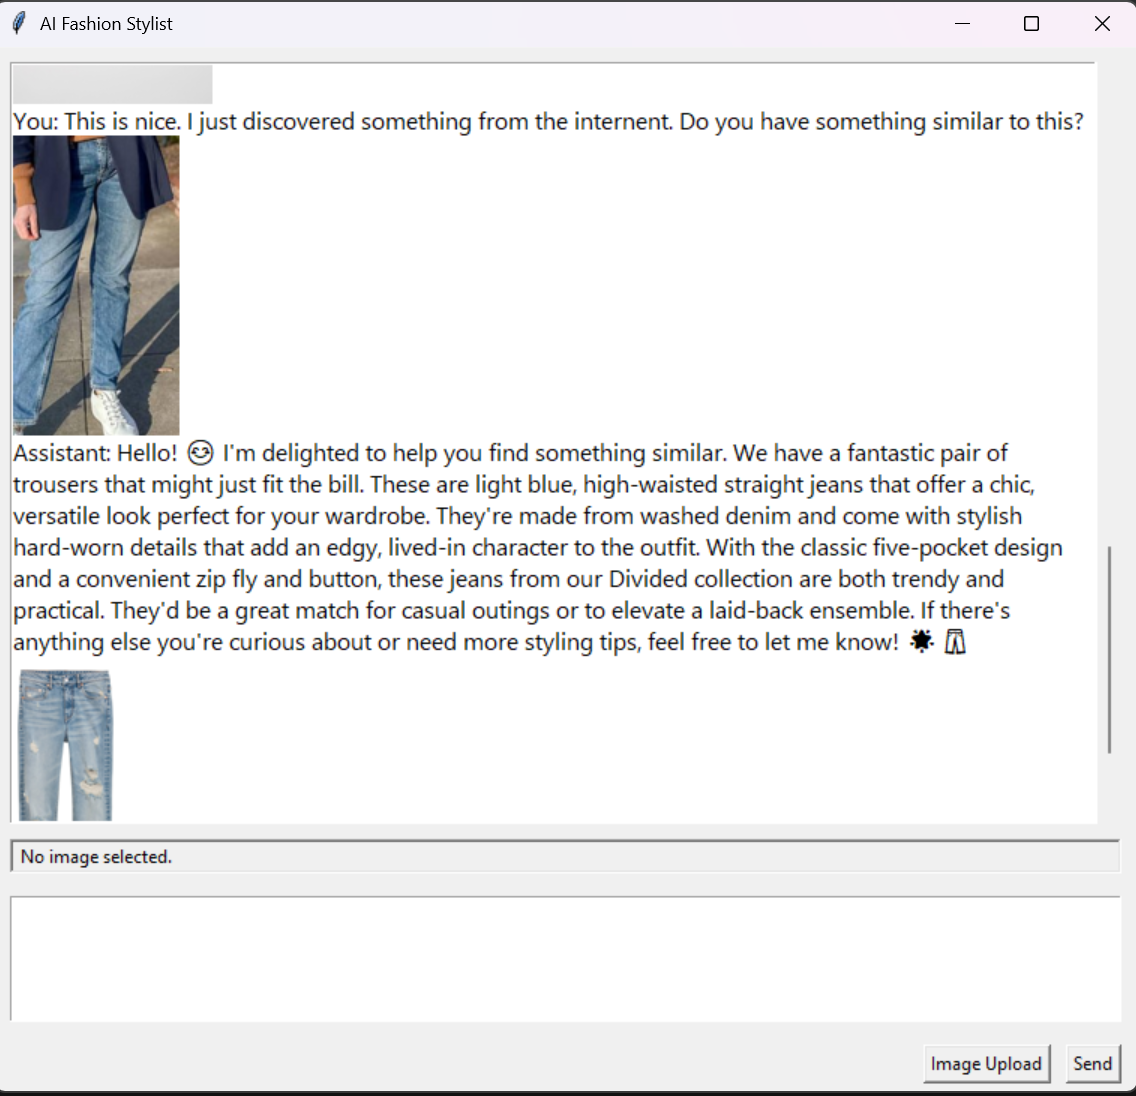 AI Fashion Stylist
You: This is nice. I just discovered something from the internent. Do you have something similar to this?
Assistant: Hello! 😊 I'm delighted to help you find something similar. We have a fantastic pair of
trousers that might just fit the bill. These are light blue, high-waisted straight jeans that offer a chic,
versatile look perfect for your wardrobe. They're made from washed denim and come with stylish
hard-worn details that add an edgy, lived-in character to the outfit. With the classic five-pocket design
and a convenient zip fly and button, these jeans from our Divided collection are both trendy and
practical. They'd be a great match for casual outings or to elevate a laid-back ensemble. If there's
anything else you're curious about or need more styling tips, feel free to let me know! 🌟 👖
No image selected.
Image Upload
Send